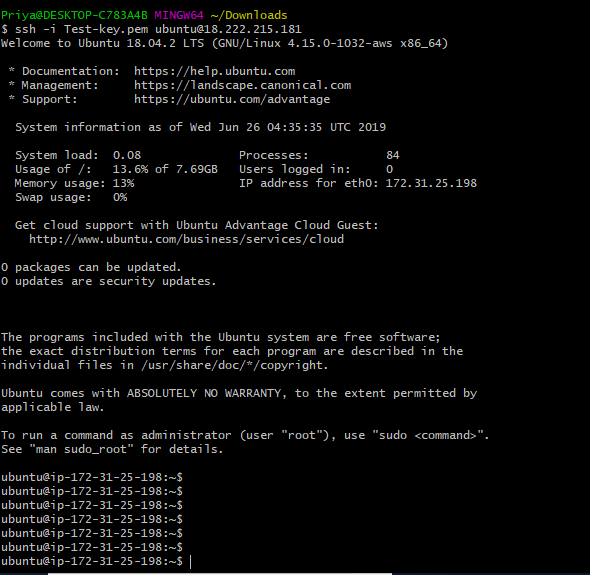 Priya@DESKTOP-C783A4B MINGW64 ~/Downloads
$ ssh -i Test-key.pem ubuntu@18.222.215.181
Welcome to Ubuntu 18.04.2 LTS (GNU/Linux 4.15.0-1032-aws x86_64)

 * Documentation:  https://help.ubuntu.com
 * Management:     https://landscape.canonical.com
 * Support:        https://ubuntu.com/advantage

  System information as of Wed Jun 26 04:35:35 UTC 2019

  System load:  0.08              Processes:           84
  Usage of /:   13.6% of 7.69GB   Users logged in:     0
  Memory usage: 13%               IP address for eth0: 172.31.25.198
  Swap usage:   0%

  Get cloud support with Ubuntu Advantage Cloud Guest:
    http://www.ubuntu.com/business/services/cloud

0 packages can be updated.
0 updates are security updates.

The programs included with the Ubuntu system are free software;
the exact distribution terms for each program are described in the
individual files in /usr/share/doc/*/copyright.

Ubuntu comes with ABSOLUTELY NO WARRANTY, to the extent permitted by
applicable law.

To run a command as administrator (user "root"), use "sudo <command>".
See "man sudo_root" for details.

ubuntu@ip-172-31-25-198:~$
ubuntu@ip-172-31-25-198:~$
ubuntu@ip-172-31-25-198:~$
ubuntu@ip-172-31-25-198:~$
ubuntu@ip-172-31-25-198:~$
ubuntu@ip-172-31-25-198:~$
ubuntu@ip-172-31-25-198:~$